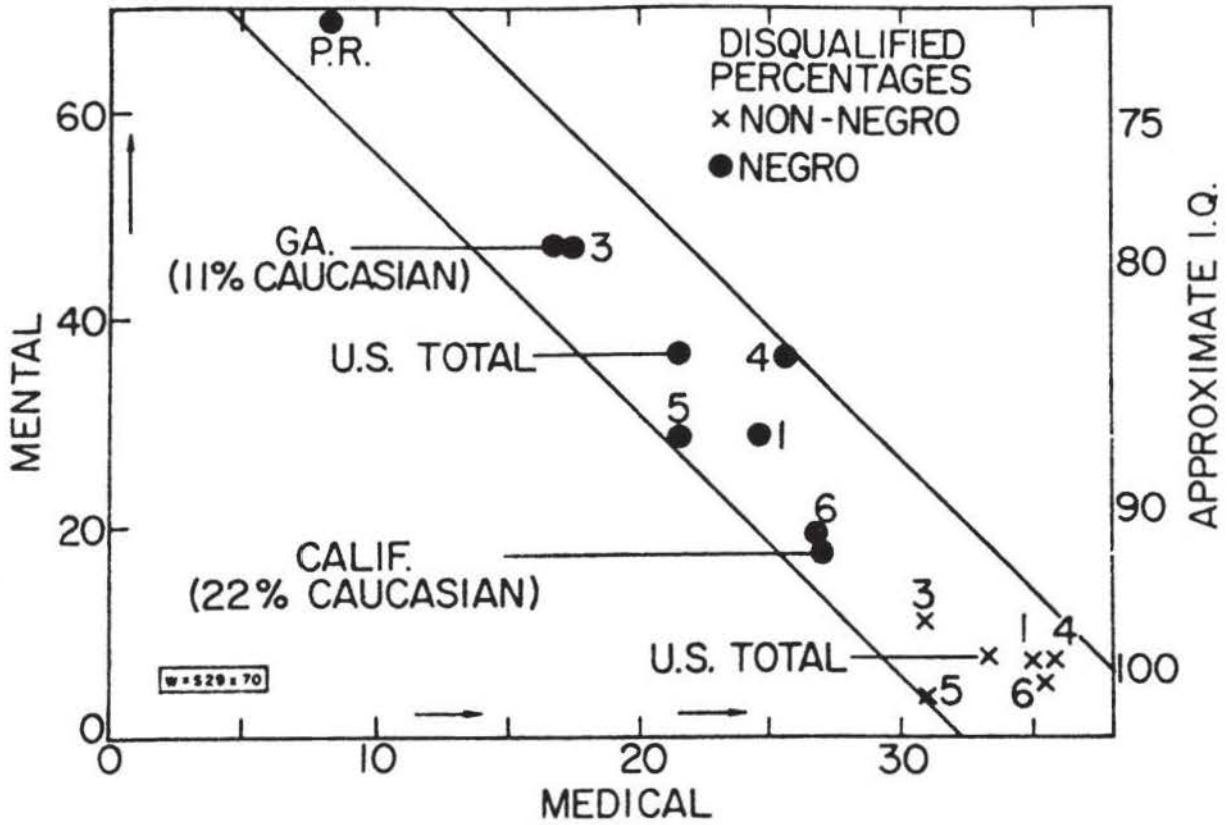 P.R.
DISQUALIFIED
PERCENTAGES
× NON-NEGRO
● NEGRO
60
75
GA.
(11% CAUCASIAN)
3
80
40
U.S. TOTAL
4
5
1
MENTAL
APPROXIMATE I.Q.
6
90
20
CALIF.
(22% CAUCASIAN)
3
1
4
U.S. TOTAL
100
5
6
W = S29 x 70
0
0
10
20
30
MEDICAL